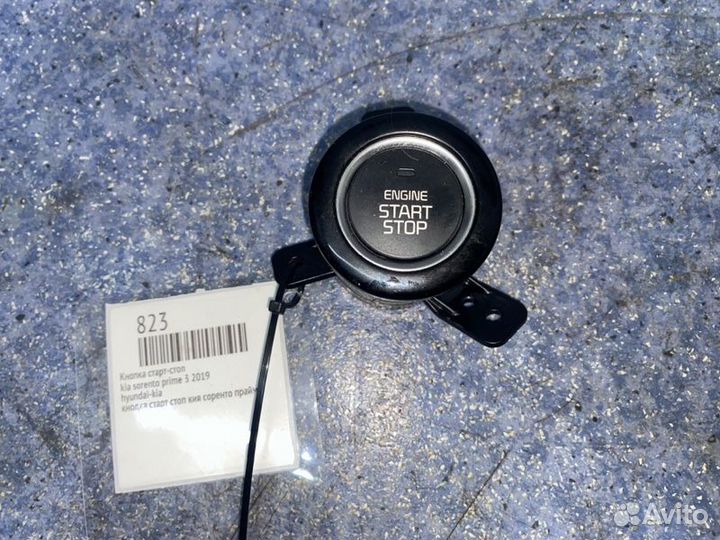 ENGINE
START
STOP
823
Кнопка старт-стоп
kia sorento prime 3 2019
hyundai-kia
кнопка старт стоп киа соренто прайм
Avito